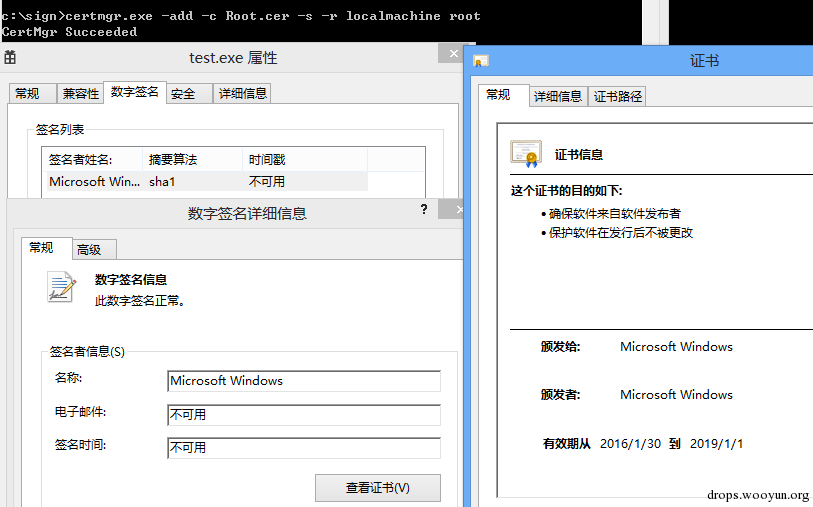 c:\sign>certmgr.exe -add -c Root.cer -s -r localmachine root
CertMgr Succeeded
test.exe 属性
常规 兼容性 数字签名 安全 详细信息
签名列表
签名者姓名: 摘要算法 时间戳
Microsoft Win... sha1 不可用
数字签名详细信息
常规 高级
数字签名信息
此数字签名正常。
签名者信息(S)
名称: Microsoft Windows
电子邮件: 不可用
签名时间: 不可用
查看证书(V)
证书
常规 详细信息 证书路径
证书信息
这个证书的目的如下:
• 确保软件来自软件发布者
• 保护软件在发行后不被更改
颁发给: Microsoft Windows
颁发者: Microsoft Windows
有效期从 2016/1/30 到 2019/1/1
drops.wooyun.org